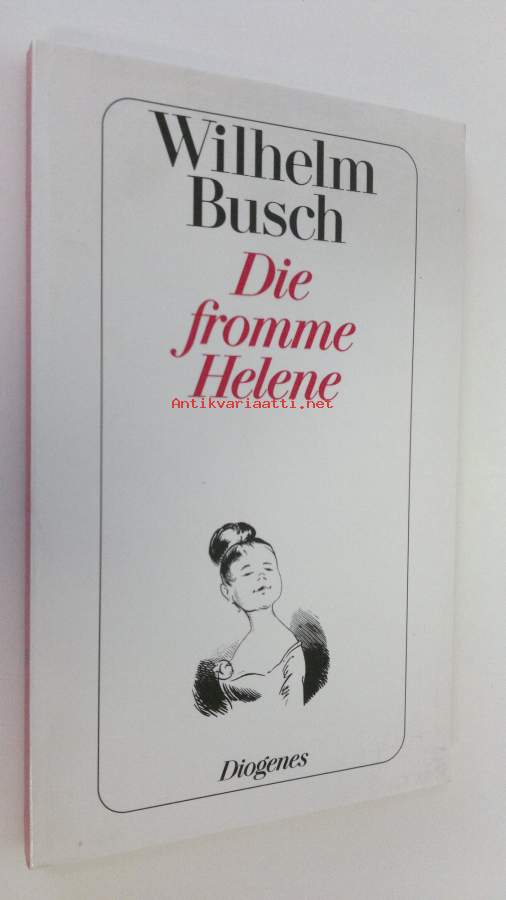 Wilhelm
Busch
Die
fromme
Helene
Antikvariaatti.net
Diogenes